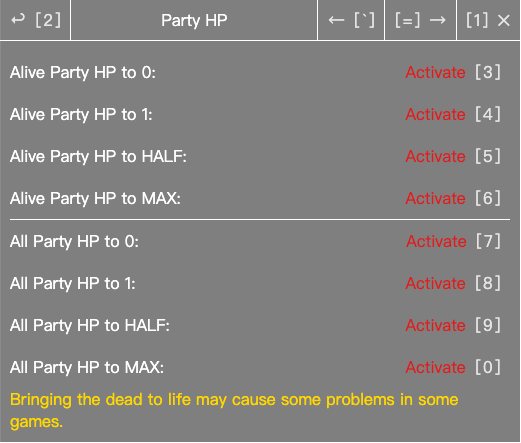 ↩ [2] Party HP ← [`] [=] → [1] ×
Alive Party HP to 0: Activate [3]
Alive Party HP to 1: Activate [4]
Alive Party HP to HALF: Activate [5]
Alive Party HP to MAX: Activate [6]
All Party HP to 0: Activate [7]
All Party HP to 1: Activate [8]
All Party HP to HALF: Activate [9]
All Party HP to MAX: Activate [0]
Bringing the dead to life may cause some problems in some
games.